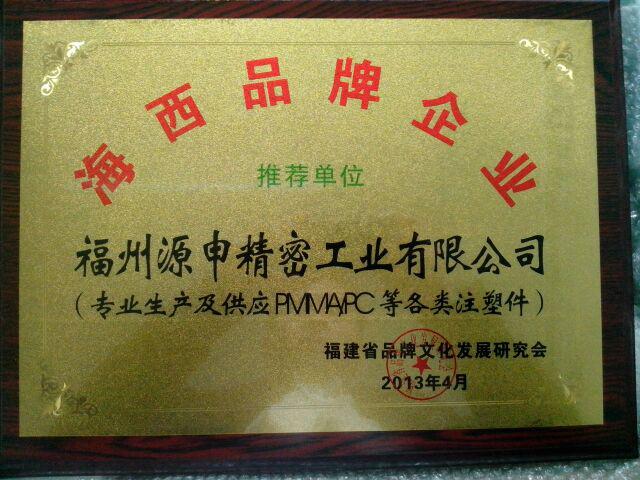 海西品牌企业
推荐单位
福州源申精密工业有限公司
（专业生产及供应PMMA/PC等各类注塑件）
福建省品牌文化发展研究会
2013年4月